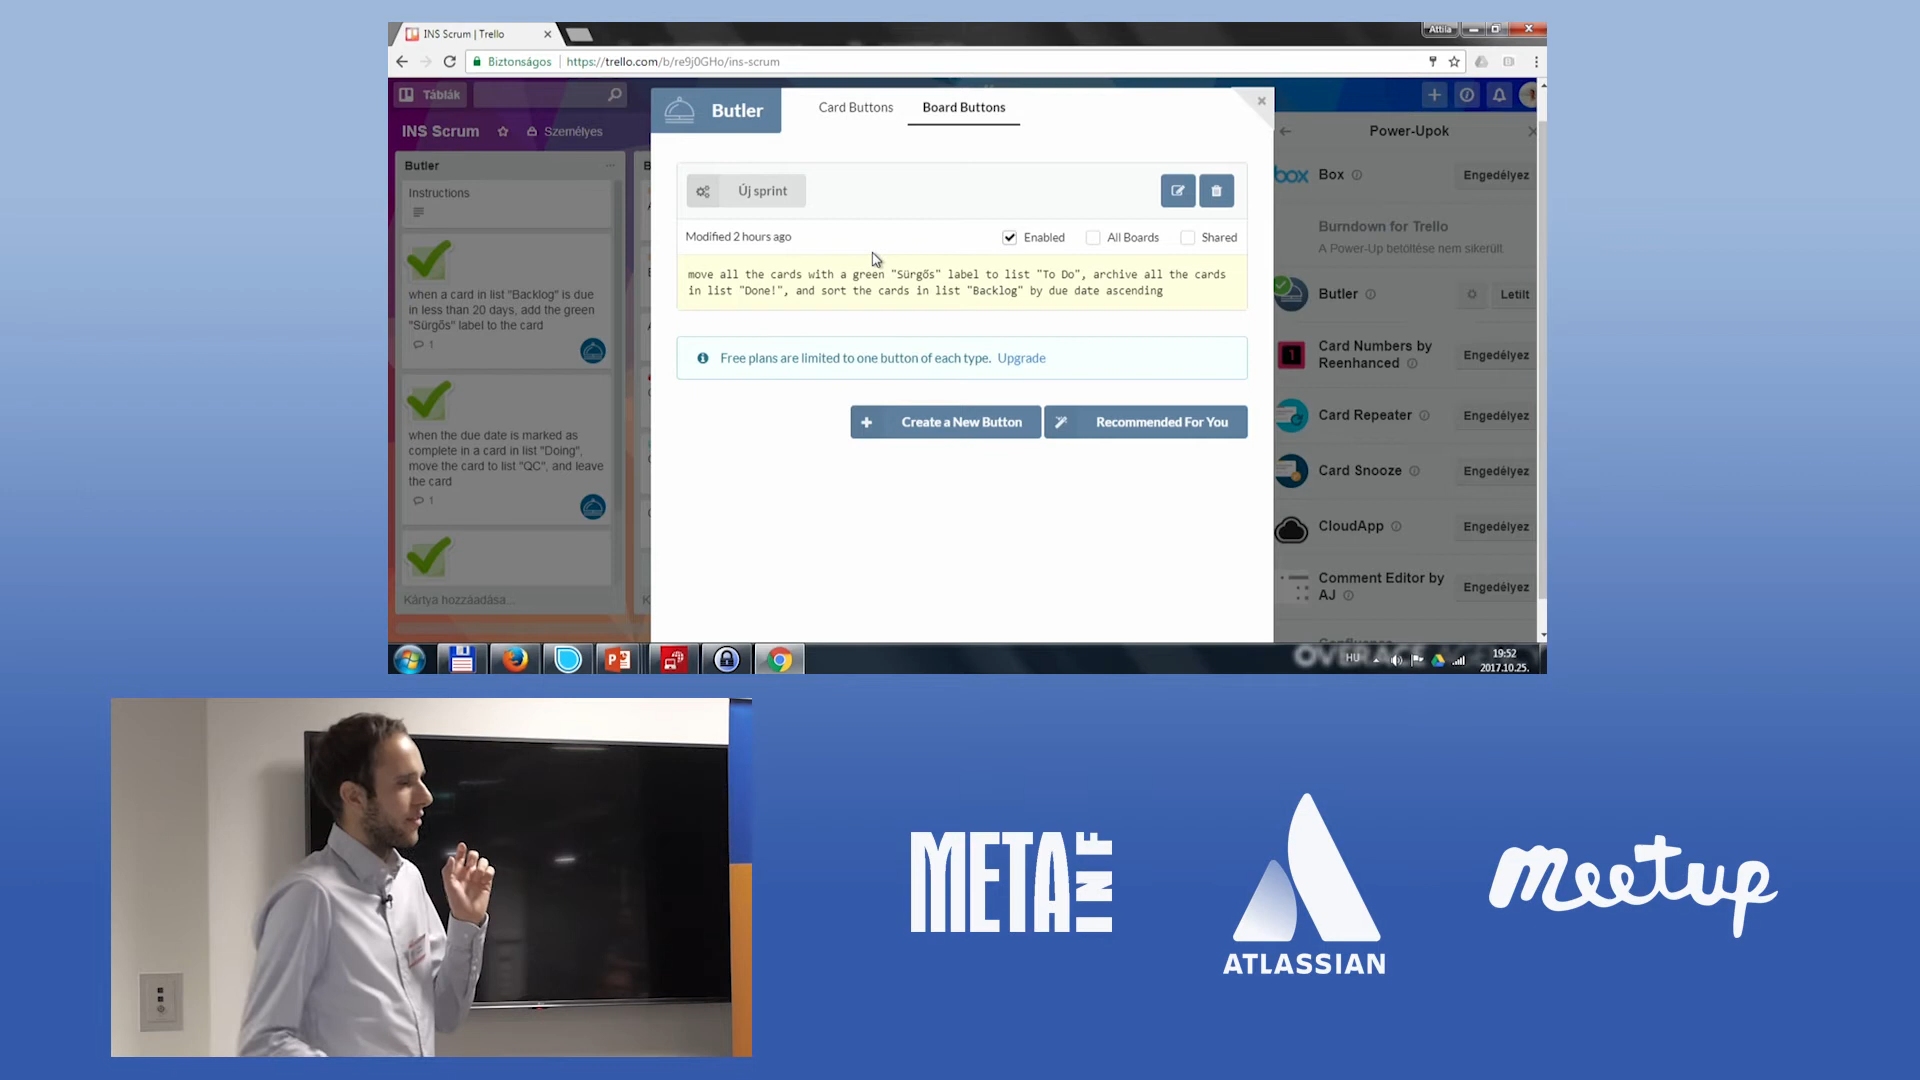 INS Scrum | Trello
Attila
Biztonságos
https://trello.com/b/re9j0GHo/ins-scrum
Táblák
INS Scrum
Személyes
Butler
Instructions
when a card in list "Backlog" is due
in less than 20 days, add the green
"Sürgős" label to the card
1
when the due date is marked as
complete in a card in list "Doing",
move the card to list "QC", and leave
the card
1
Kártya hozzáadása...
Butler
Card Buttons
Board Buttons
Új sprint
Modified 2 hours ago
Enabled
All Boards
Shared
move all the cards with a green "Sürgős" label to list "To Do", archive all the cards
in list "Done!", and sort the cards in list "Backlog" by due date ascending
Free plans are limited to one button of each type. Upgrade
Create a New Button
Recommended For You
Power-Upok
box
Box
Engedélyez
Burndown for Trello
A Power-Up betöltése nem sikerült
Butler
Letilt
Card Numbers by
Reenhanced
Engedélyez
Card Repeater
Engedélyez
Card Snooze
Engedélyez
CloudApp
Engedélyez
Comment Editor by
AJ
Engedélyez
Confluence
HU
19:52
2017.10.25.
META
INF
ATLASSIAN
meetup